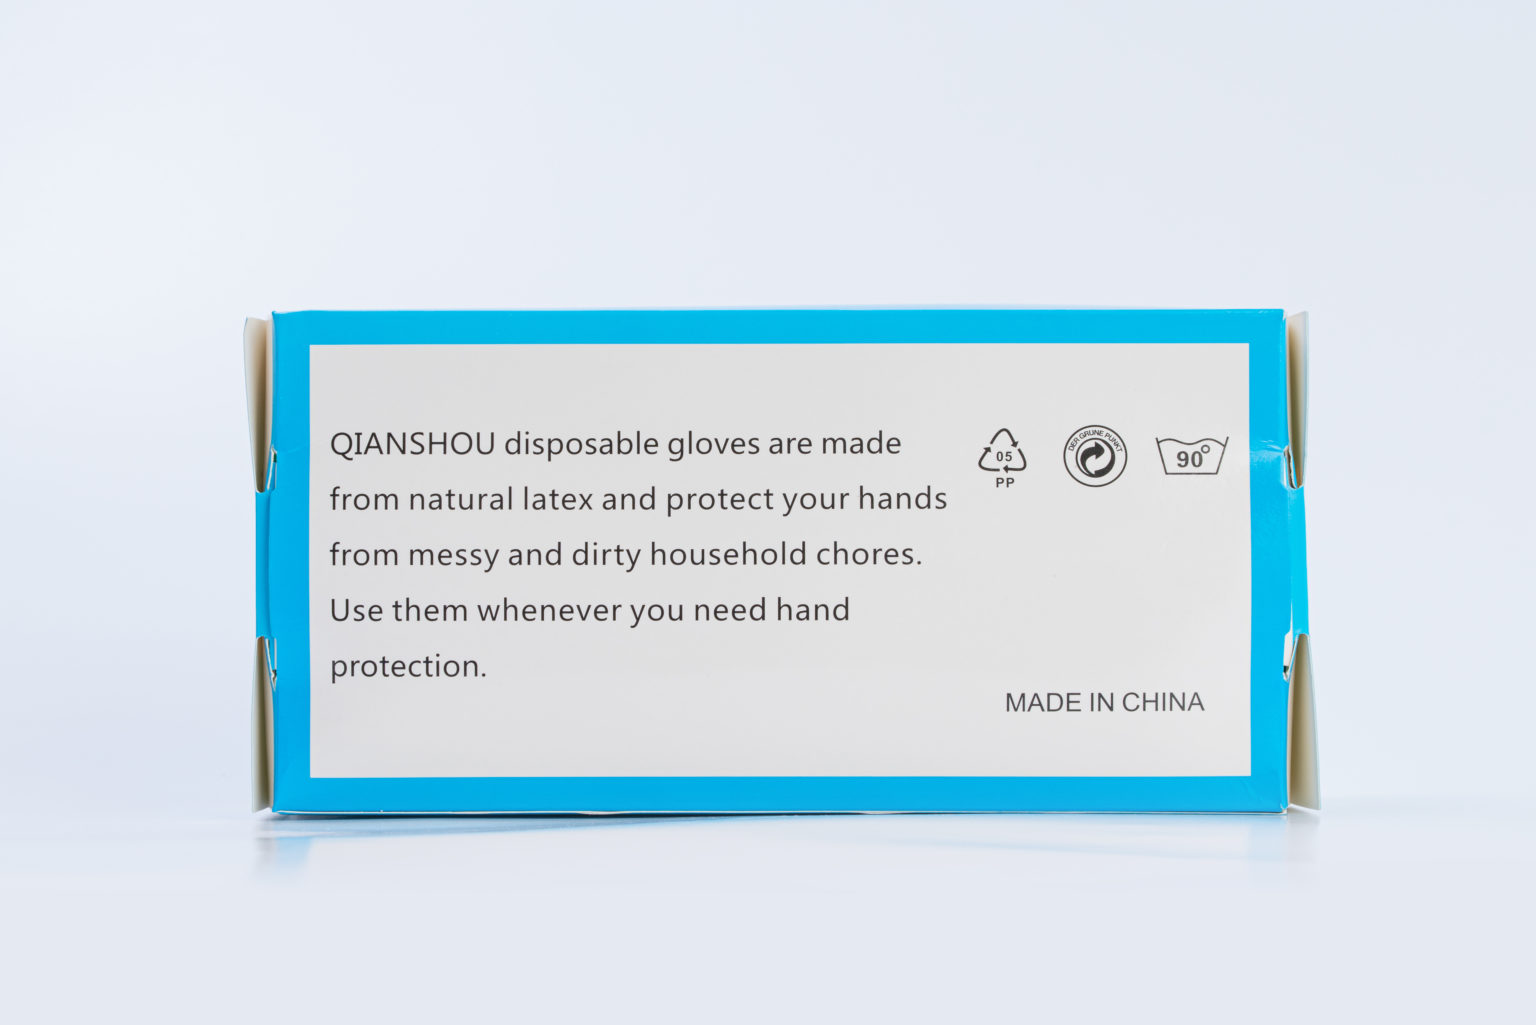 QIANSHOU disposable gloves are made
from natural latex and protect your hands
from messy and dirty household chores.
Use them whenever you need hand
protection.
05
PP
DER GRÜNE PUNKT
90°
MADE IN CHINA